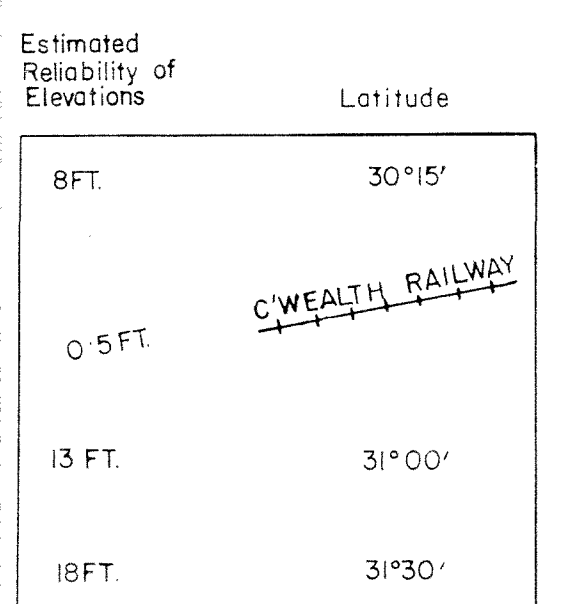 Estimated
Reliability of
Elevations
Latitude
8FT.
30°15′
C'WEALTH RAILWAY
0·5FT.
13 FT.
31°00′
18FT.
31°30′